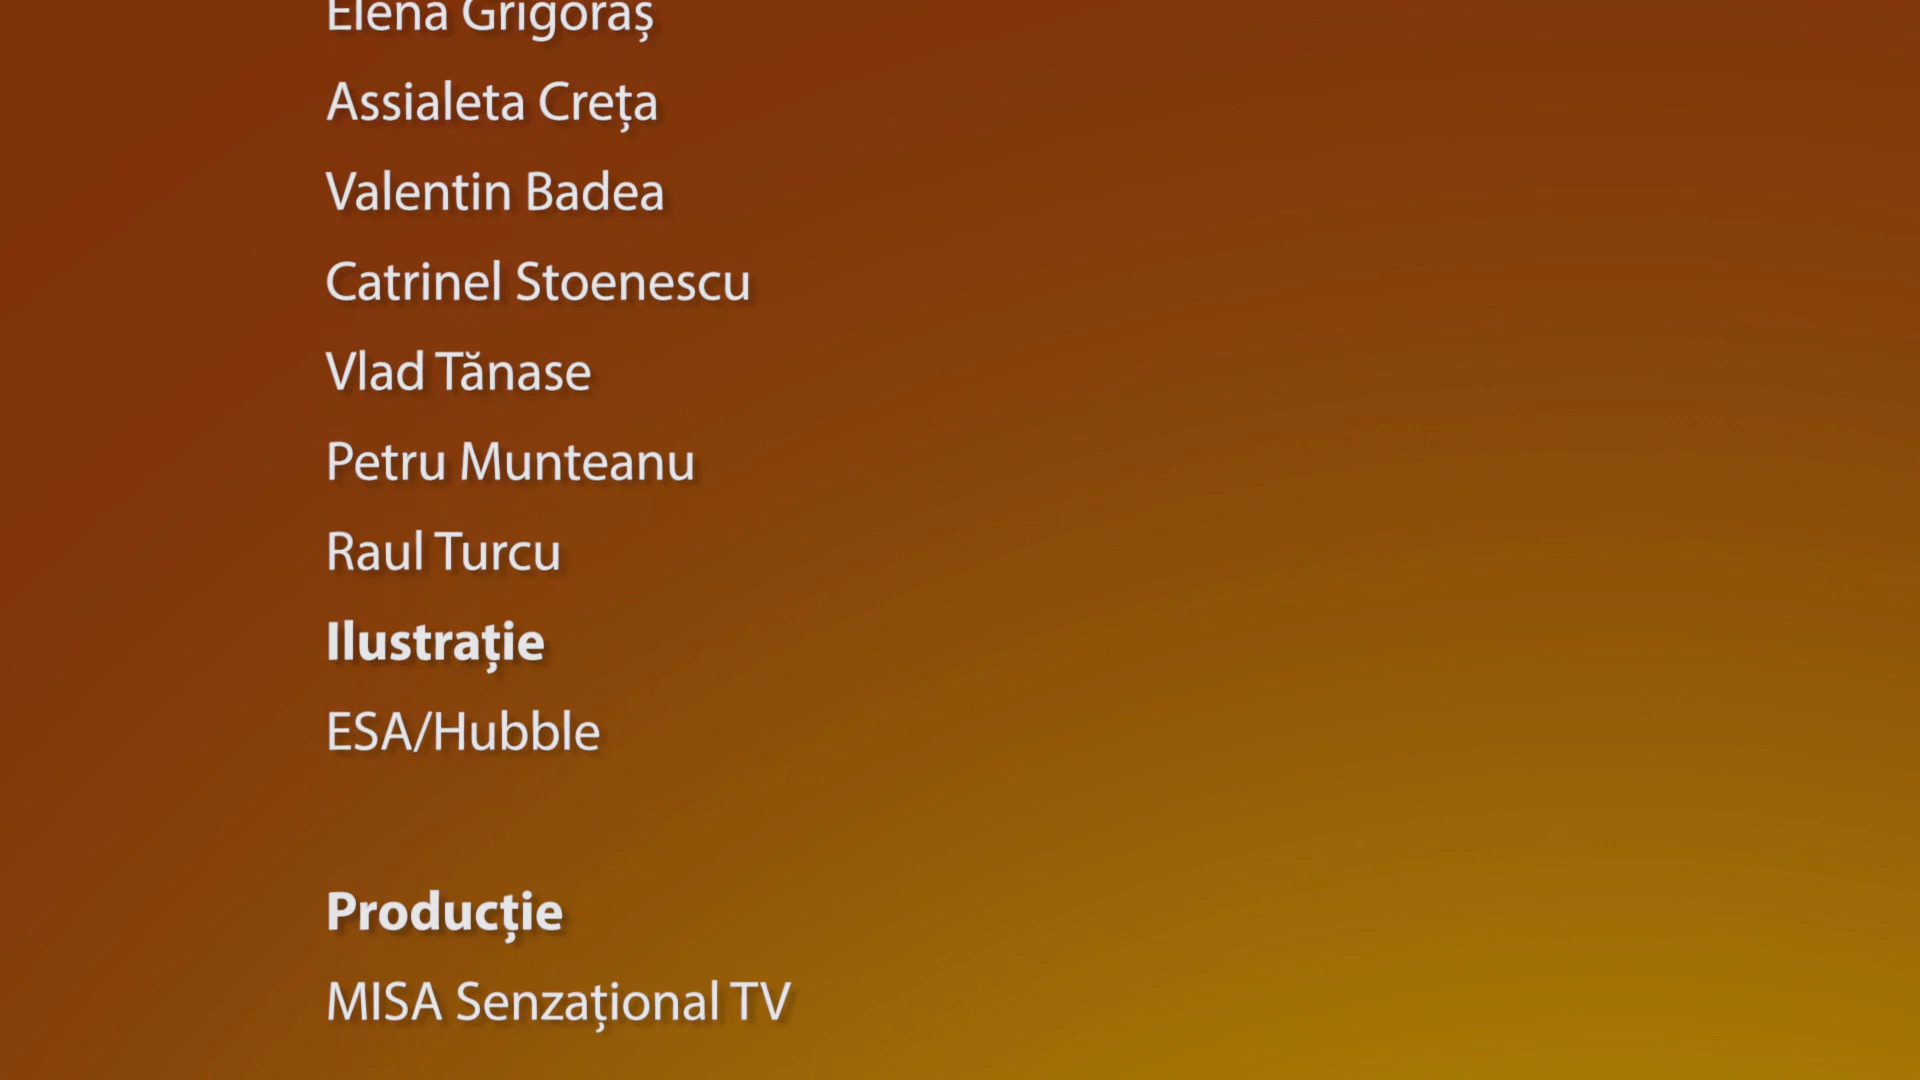 Elena Grigoraș
Assialeta Creța
Valentin Badea
Catrinel Stoenescu
Vlad Tănase
Petru Munteanu
Raul Turcu
Ilustrație
ESA/Hubble
Producție
MISA Senzațional TV